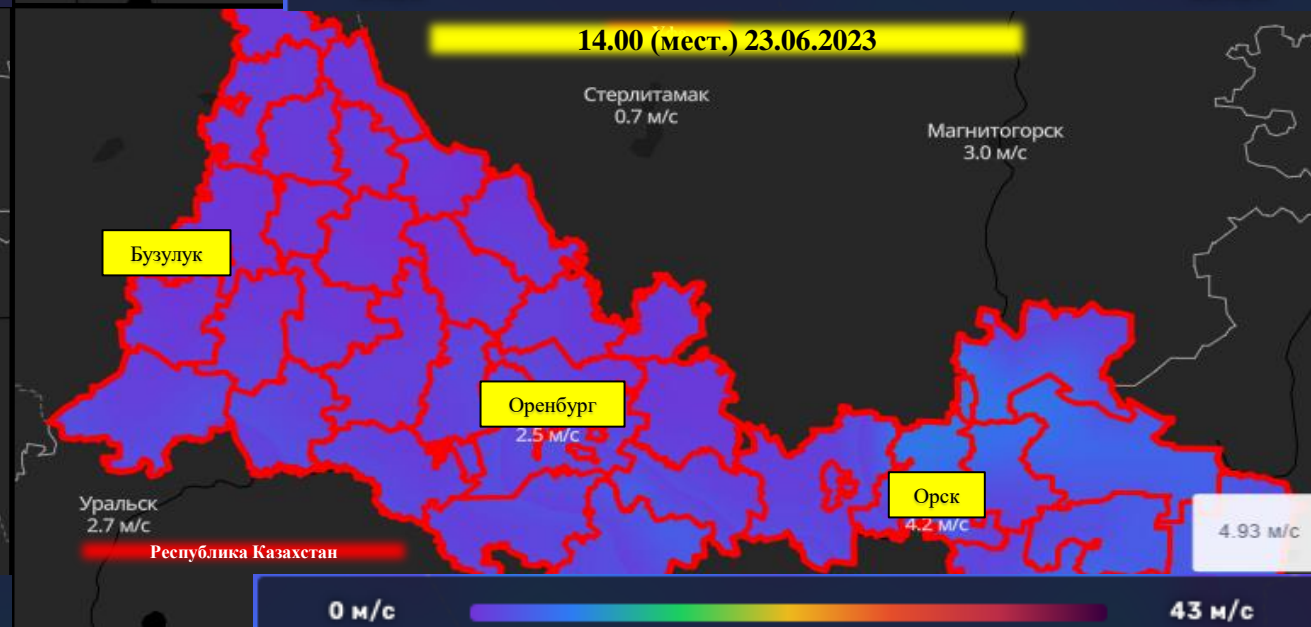 14.00 (мест.) 23.06.2023
Стерлитамак
0.7 м/с
Магнитогорск
3.0 м/с
Бузулук
Оренбург
2.5 м/с
Орск
4.2 м/с
Уральск
2.7 м/с
4.93 м/с
Республика Казахстан
0 м/с
43 м/с